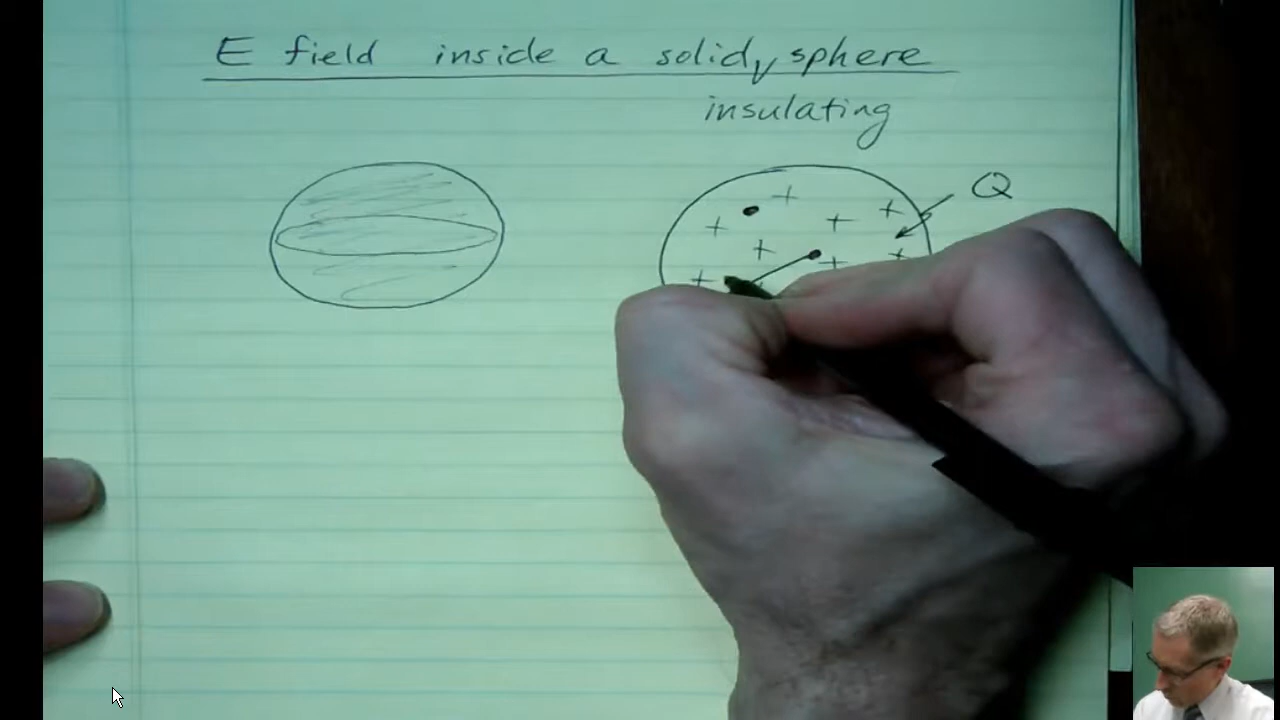 E field inside a solid sphere
insulating
Q
+ + + +
+ + +
+